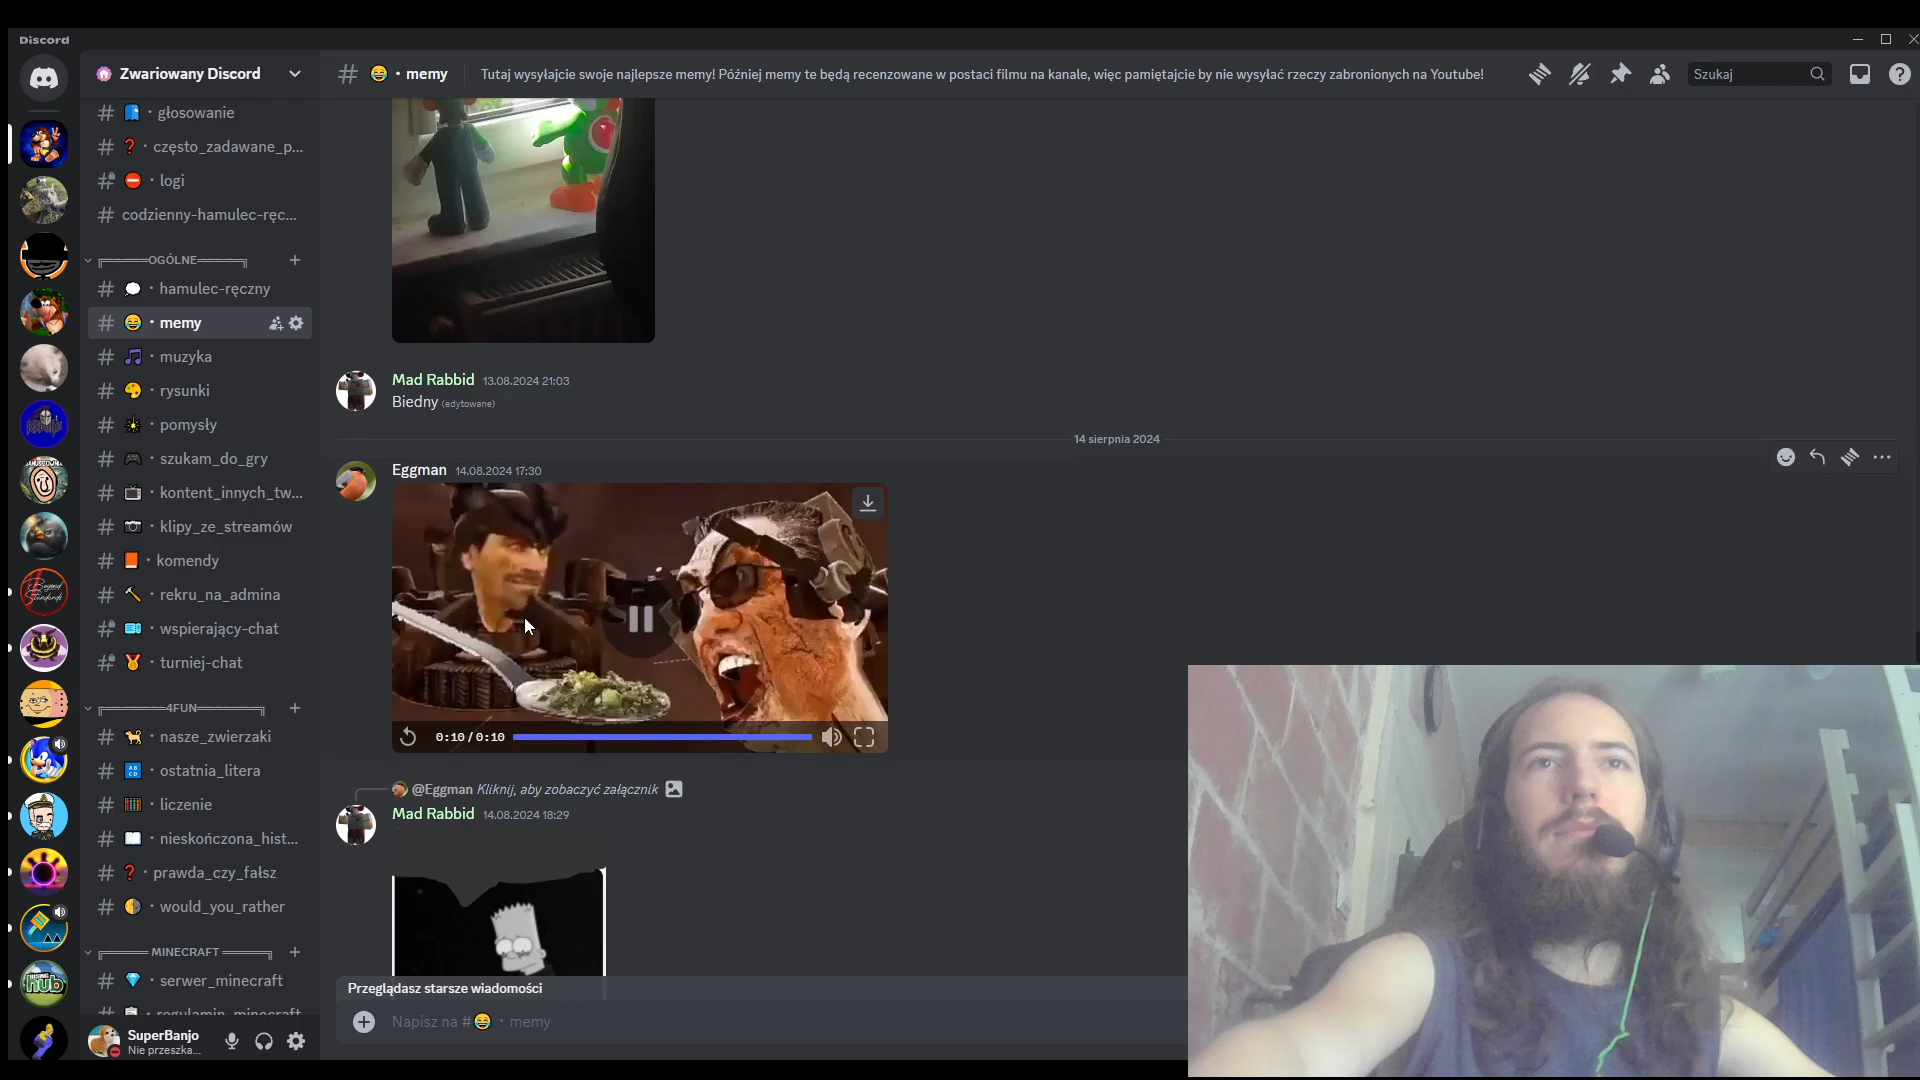 Discord
Zwariowany Discord
głosowanie
często_zadawane_p...
logi
codzienny-hamulec-ręc...
OGÓLNE
hamulec-ręczny
memy
muzyka
rysunki
pomysły
szukam_do_gry
kontent_innych_tw...
klipy_ze_streamów
komendy
rekru_na_admina
wspierający-chat
turniej-chat
4FUN
nasze_zwierzaki
ostatnia_litera
liczenie
nieskończona_hist...
prawda_czy_fałsz
would_you_rather
MINECRAFT
serwer_minecraft
regulamin_minecraft
SuperBanjo
Nie przeszka...
memy
Tutaj wysyłajcie swoje najlepsze memy! Później memy te będą recenzowane w postaci filmu na kanale, więc pamiętajcie by nie wysyłać rzeczy zabronionych na Youtube!
Szukaj
Mad Rabbid 13.08.2024 21:03
Biedny (edytowane)
14 sierpnia 2024
Eggman 14.08.2024 17:30
0:10 / 0:10
@Eggman Kliknij, aby zobaczyć załącznik
Mad Rabbid 14.08.2024 18:29
Przeglądasz starsze wiadomości
Napisz na # memy